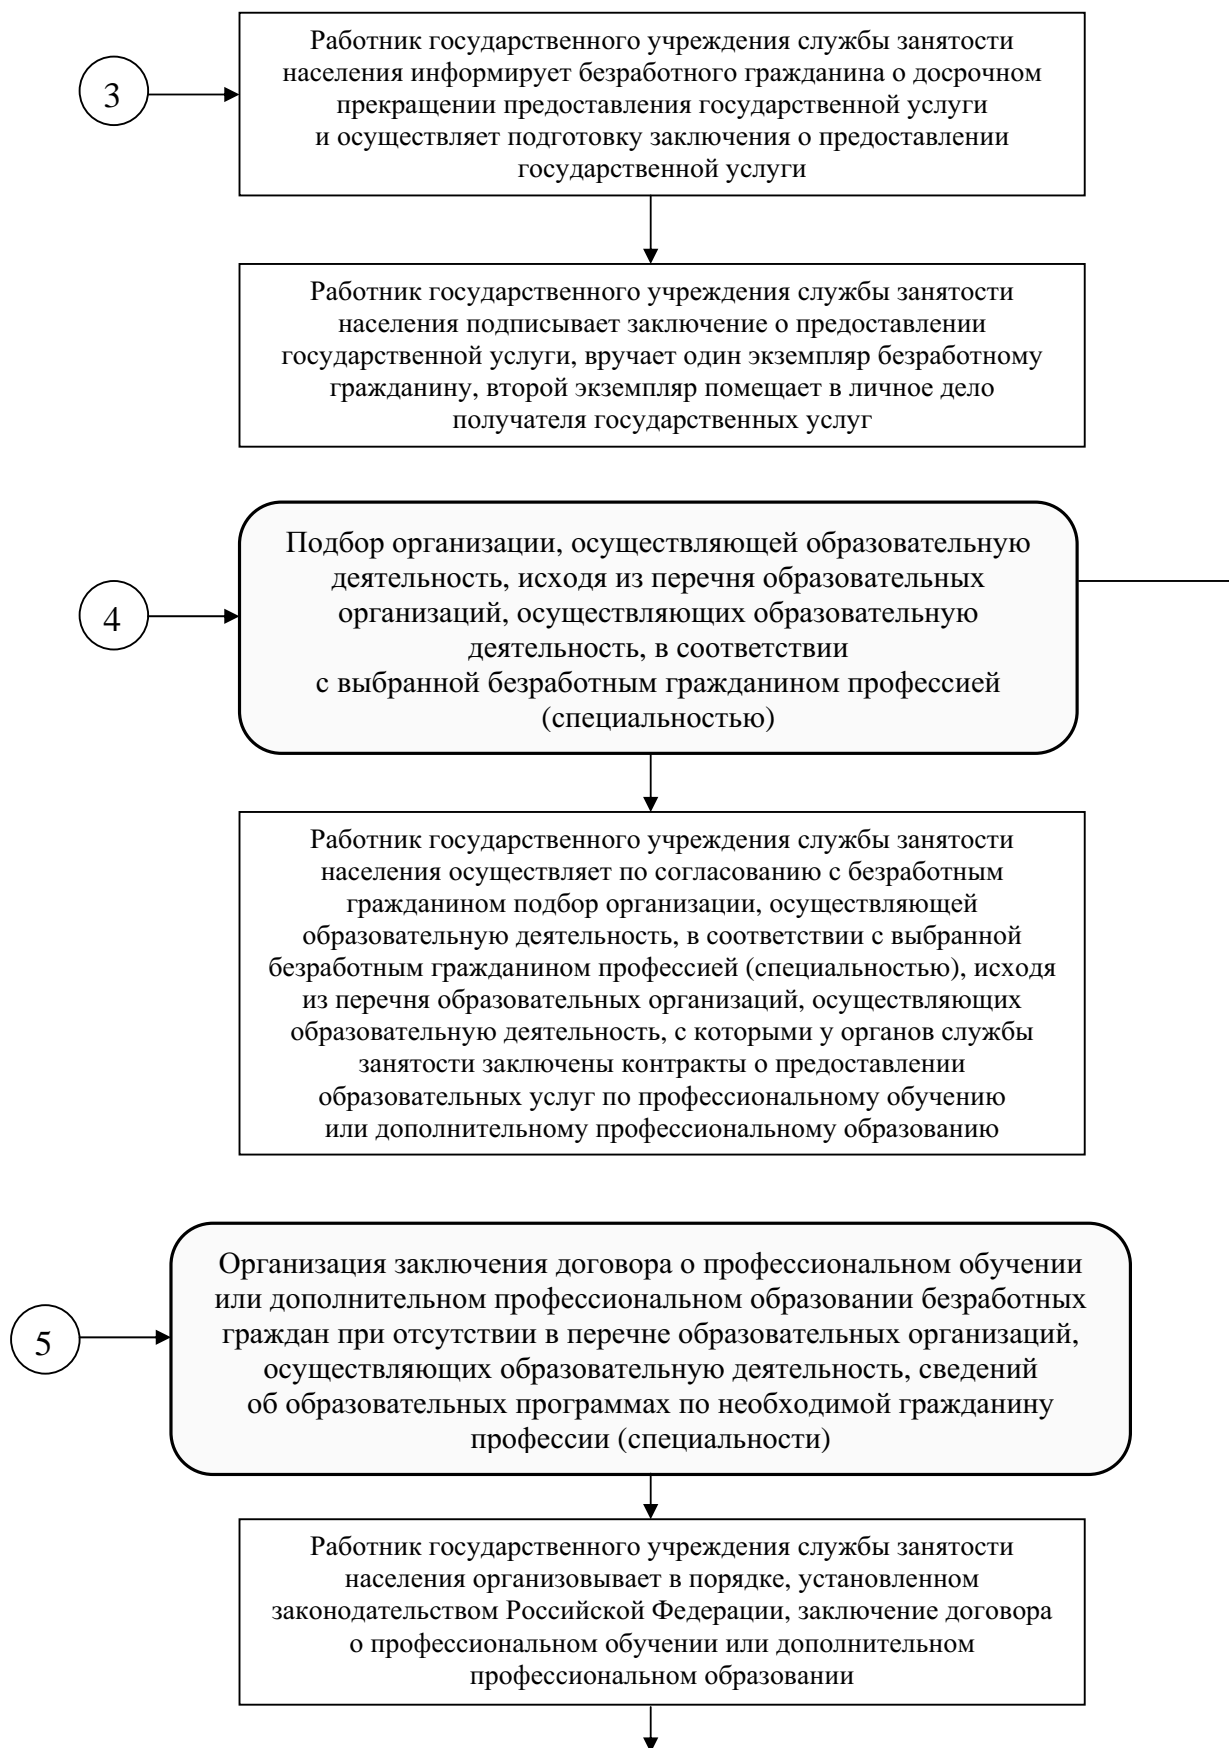 Работник государственного учреждения службы занятости
населения информирует безработного гражданина о досрочном
прекращении предоставления государственной услуги
и осуществляет подготовку заключения о предоставлении
государственной услуги
3
Работник государственного учреждения службы занятости
населения подписывает заключение о предоставлении
государственной услуги, вручает один экземпляр безработному
гражданину, второй экземпляр помещает в личное дело
получателя государственных услуг
Подбор организации, осуществляющей образовательную
деятельность, исходя из перечня образовательных
организаций, осуществляющих образовательную
деятельность, в соответствии
с выбранной безработным гражданином профессией
(специальностью)
4
Работник государственного учреждения службы занятости
населения осуществляет по согласованию с безработным
гражданином подбор организации, осуществляющей
образовательную деятельность, в соответствии с выбранной
безработным гражданином профессией (специальностью), исходя
из перечня образовательных организаций, осуществляющих
образовательную деятельность, с которыми у органов службы
занятости заключены контракты о предоставлении
образовательных услуг по профессиональному обучению
или дополнительному профессиональному образованию
Организация заключения договора о профессиональном обучении
или дополнительном профессиональном образовании безработных
граждан при отсутствии в перечне образовательных организаций,
осуществляющих образовательную деятельность, сведений
об образовательных программах по необходимой гражданину
профессии (специальности)
5
Работник государственного учреждения службы занятости
населения организовывает в порядке, установленном
законодательством Российской Федерации, заключение договора
о профессиональном обучении или дополнительном
профессиональном образовании